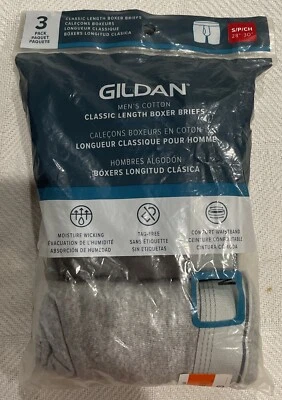 3
PACK
PAQUET
PAQUETE
CLASSIC LENGTH BOXER BRIEFS
CALEÇONS BOXEURS
LONGUEUR CLASSIQUE
BOXERS LONGITUD CLÁSICA
S/P/CH
GILDAN
MEN'S COTTON
CLASSIC LENGTH BOXER BRIEFS
CALEÇONS BOXEURS EN COTON
LONGUEUR CLASSIQUE POUR HOMME
HOMBRES ALGODÓN
BOXERS LONGITUD CLÁSICA
MOISTURE WICKING
ÉVACUATION DE L'HUMIDITÉ
ABSORCIÓN DE HUMEDAD
TAG-FREE
SANS ÉTIQUETTE
SIN ETIQUETAS
COMFORT WAISTBAND
CEINTURE CONFORTABLE